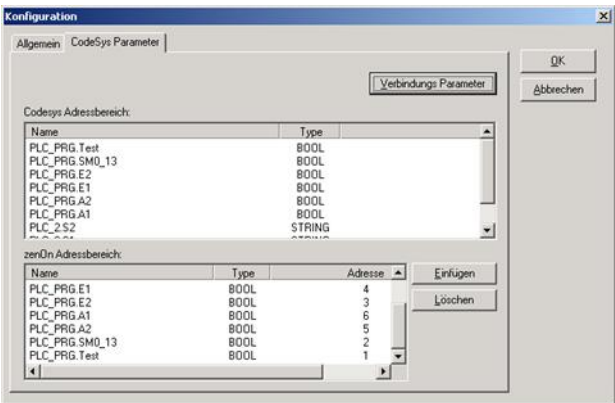 Konfiguration
Allgemein CodeSys Parameter
OK
Verbindungs Parameter
Abbrechen
Codesys Adressbereich:
Name Type
PLC_PRG.Test BOOL
PLC_PRG.SM0_13 BOOL
PLC_PRG.E2 BOOL
PLC_PRG.E1 BOOL
PLC_PRG.A2 BOOL
PLC_PRG.A1 BOOL
PLC_2.S2 STRING
zenOn Adressbereich:
Name Type Adresse
Einfügen
PLC_PRG.E1 BOOL 4
PLC_PRG.E2 BOOL 3
Löschen
PLC_PRG.A1 BOOL 6
PLC_PRG.A2 BOOL 5
PLC_PRG.SM0_13 BOOL 2
PLC_PRG.Test BOOL 1